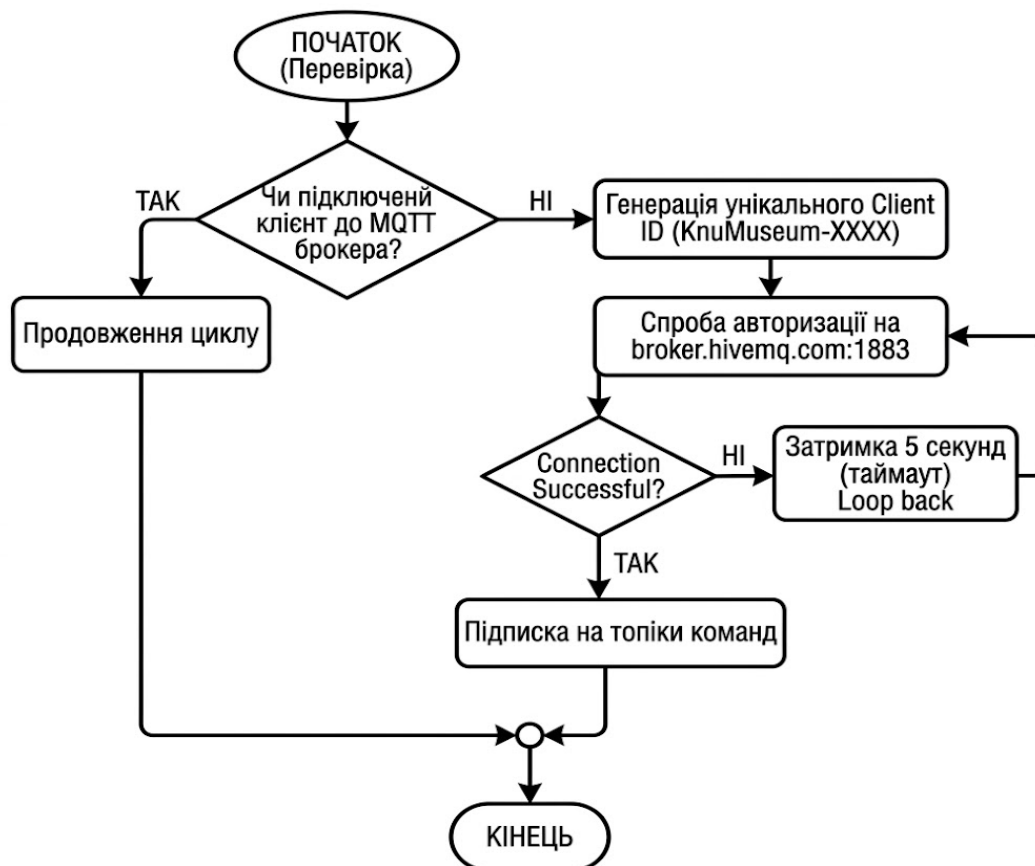 ПОЧАТОК
(Перевірка)
Чи підключенй
клієнт до MQTT
брокера?
ТАК
НІ
Генерація унікального Client
ID (KnuMuseum-XXXX)
Продовження циклу
Спроба авторизації на
broker.hivemq.com:1883
Connection
Successful?
НІ
Затримка 5 секунд
(таймаут)
Loop back
ТАК
Підписка на топіки команд
КІНЕЦЬ